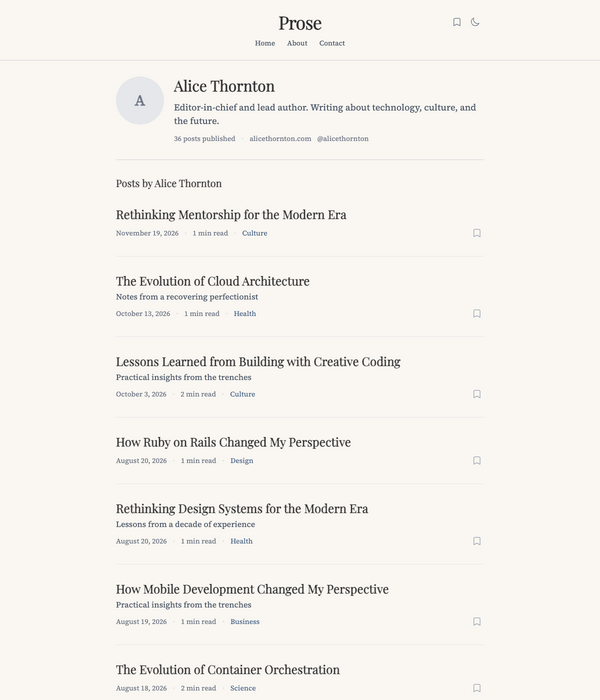 Prose
Home About Contact
A
Alice Thornton
Editor-in-chief and lead author. Writing about technology, culture, and
the future.
36 posts published · alicethornton.com @alicethornton
Posts by Alice Thornton
Rethinking Mentorship for the Modern Era
November 19, 2026 · 1 min read · Culture
The Evolution of Cloud Architecture
Notes from a recovering perfectionist
October 13, 2026 · 1 min read · Health
Lessons Learned from Building with Creative Coding
Practical insights from the trenches
October 3, 2026 · 2 min read · Culture
How Ruby on Rails Changed My Perspective
August 20, 2026 · 1 min read · Design
Rethinking Design Systems for the Modern Era
Lessons from a decade of experience
August 20, 2026 · 1 min read · Health
How Mobile Development Changed My Perspective
Practical insights from the trenches
August 19, 2026 · 1 min read · Business
The Evolution of Container Orchestration
August 18, 2026 · 2 min read · Science